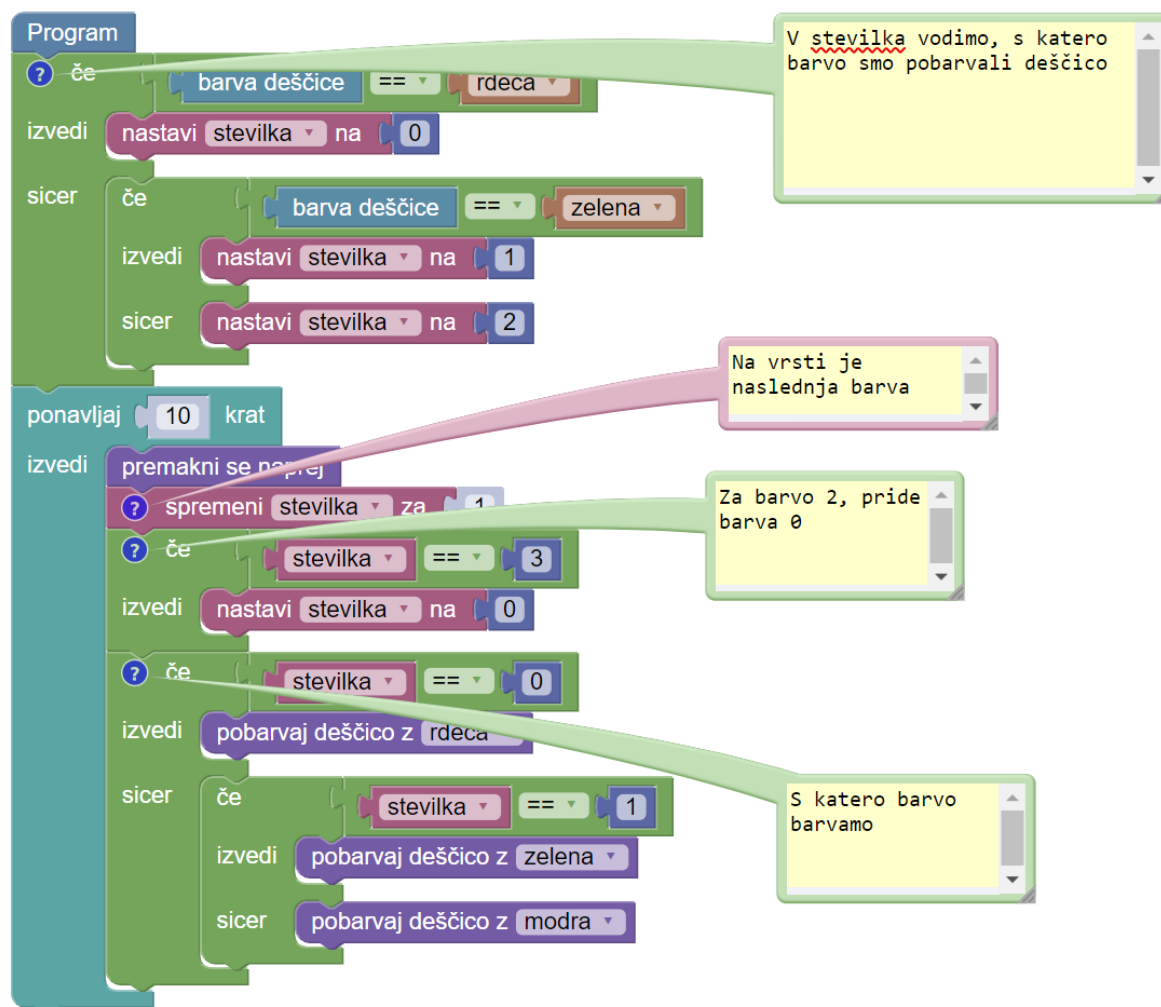 Program
V stevilka vodimo, s katero
barvo smo pobarvali deščico
? če barva deščice == rdeca
izvedi nastavi stevilka na 0
sicer če barva deščice == zelena
izvedi nastavi stevilka na 1
sicer nastavi stevilka na 2
Na vrsti je
naslednja barva
ponavljaj 10 krat
izvedi premakni se naprej
? spremeni stevilka za 1
Za barvo 2, pride
barva 0
? če stevilka == 3
izvedi nastavi stevilka na 0
? če stevilka == 0
izvedi pobarvaj deščico z rdeca
S katero barvo
barvamo
sicer če stevilka == 1
izvedi pobarvaj deščico z zelena
sicer pobarvaj deščico z modra